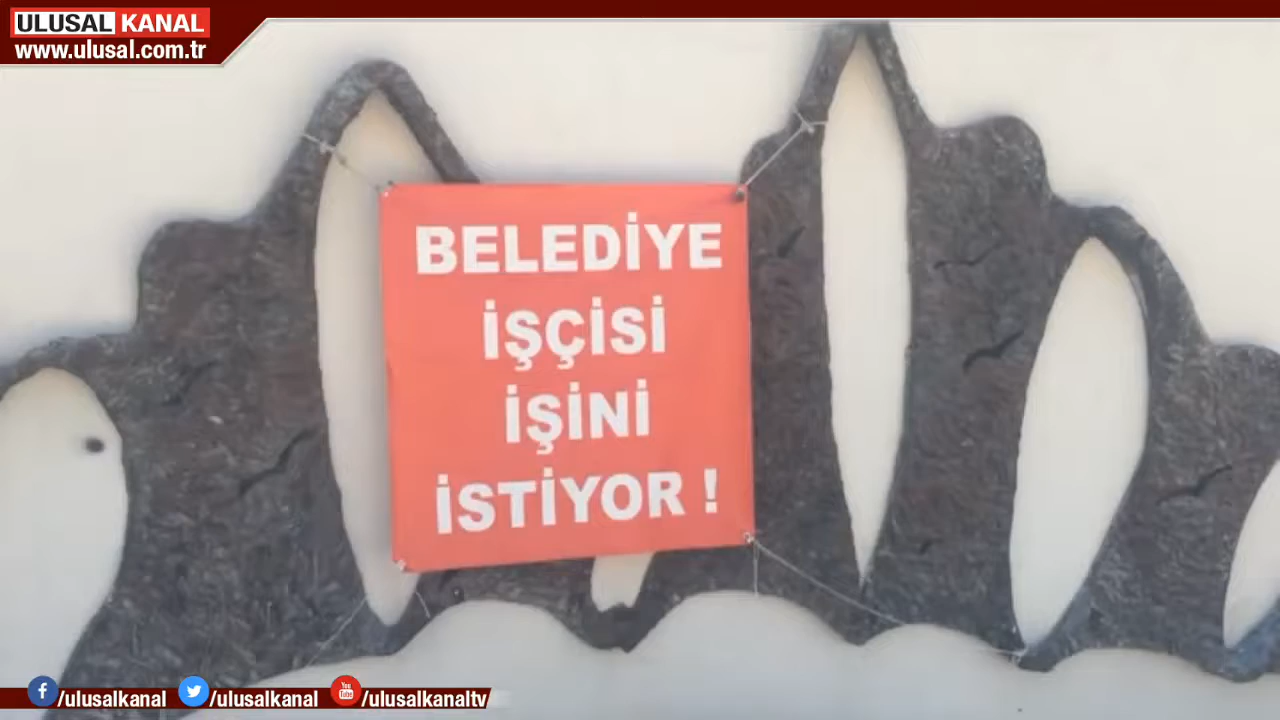 ULUSAL KANAL
www.ulusal.com.tr
BELEDİYE
İŞÇİSİ
İŞİNİ
İSTİYOR !
/ulusalkanal /ulusalkanal /ulusalkanaltv